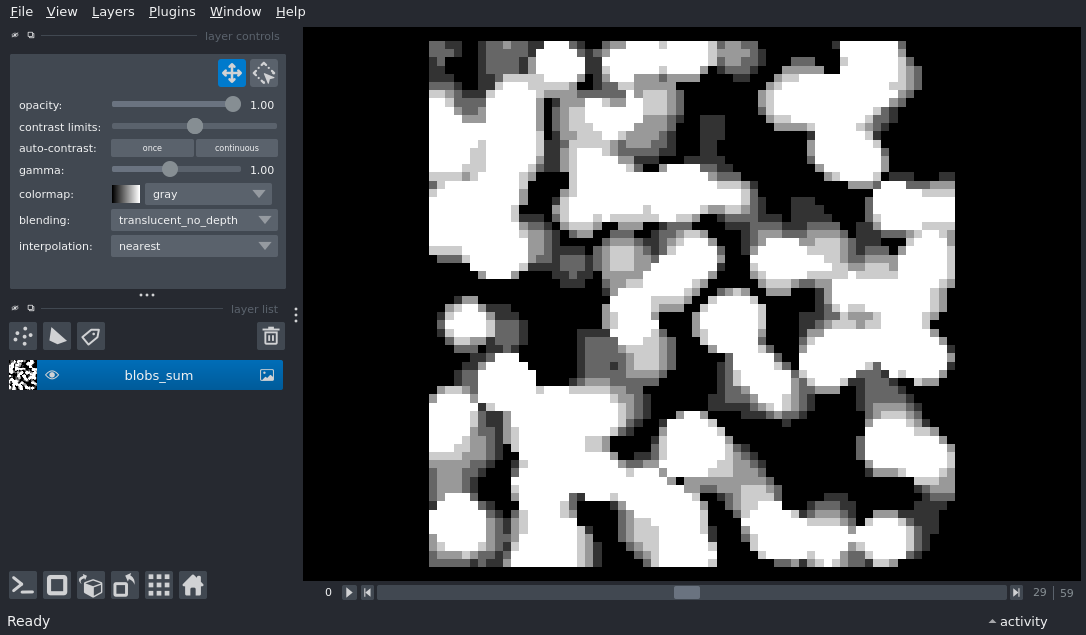 File View Layers Plugins Window Help
layer controls
opacity: 1.00
contrast limits:
auto-contrast: once continuous
gamma: 1.00
colormap: gray
blending: translucent_no_depth
interpolation: nearest
layer list
blobs_sum
0 29 59
Ready activity